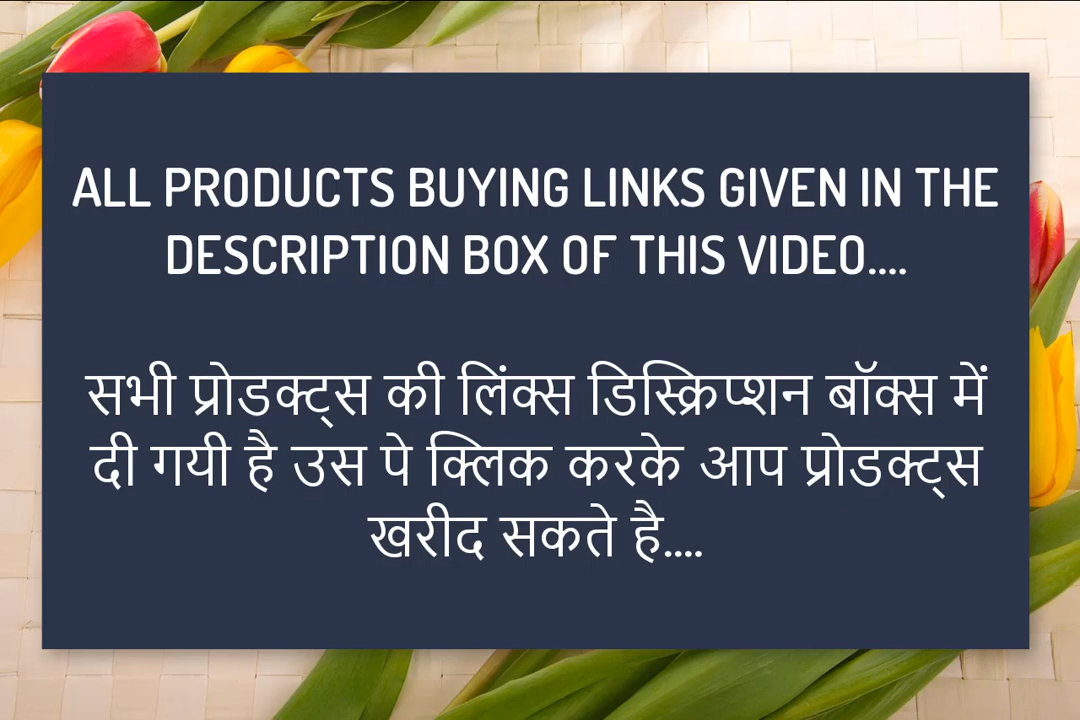 ALL PRODUCTS BUYING LINKS GIVEN IN THE
DESCRIPTION BOX OF THIS VIDEO....
सभी प्रोडक्ट्स की लिंक्स डिस्क्रिप्शन बॉक्स में
दी गयी है उस पे क्लिक करके आप प्रोडक्ट्स
खरीद सकते है....